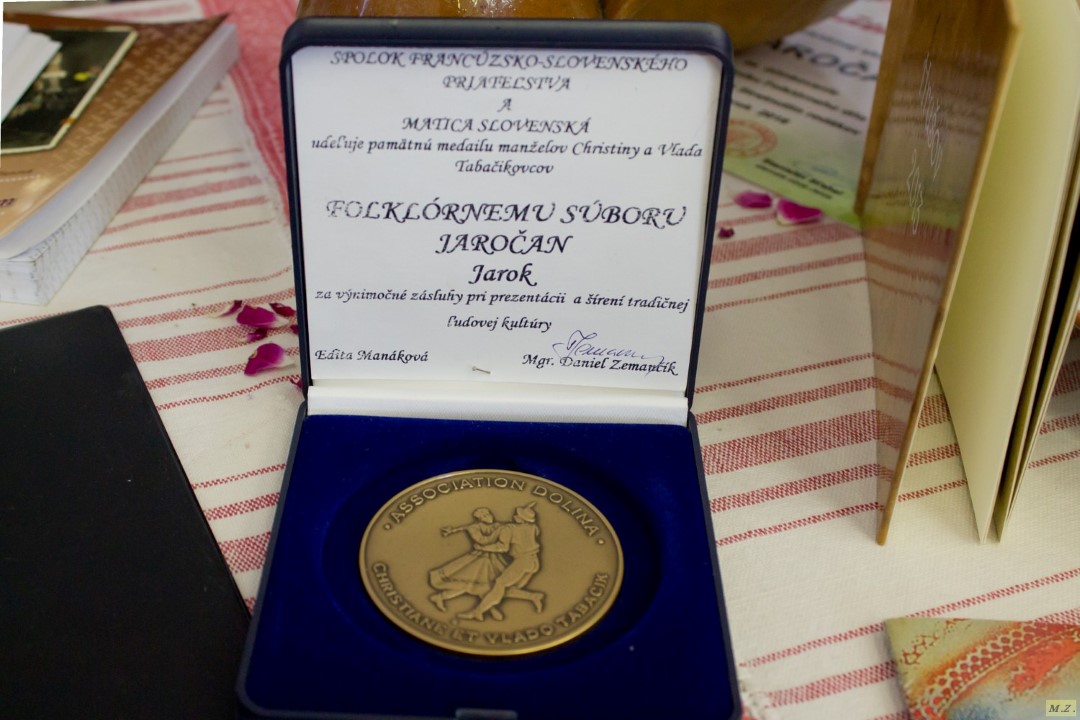 SPOLOK FRANCÚZSKO-SLOVENSKÉHO
PRIATEĽSTVA
A
MATICA SLOVENSKÁ
udeľuje pamätnú medailu manželov Christiny a Vlada
Tabačikovcov
FOLKLÓRNEMU SÚBORU
JAROČAN
Jarok
za výnimočné zásluhy pri prezentácii a šírení tradičnej
ľudovej kultúry
Edita Manáková
Mgr. Daniel Zemančík
• ASSOCIATION DOLINA •
CHRISTIANE ET VLADO TABACIK
M.Z.